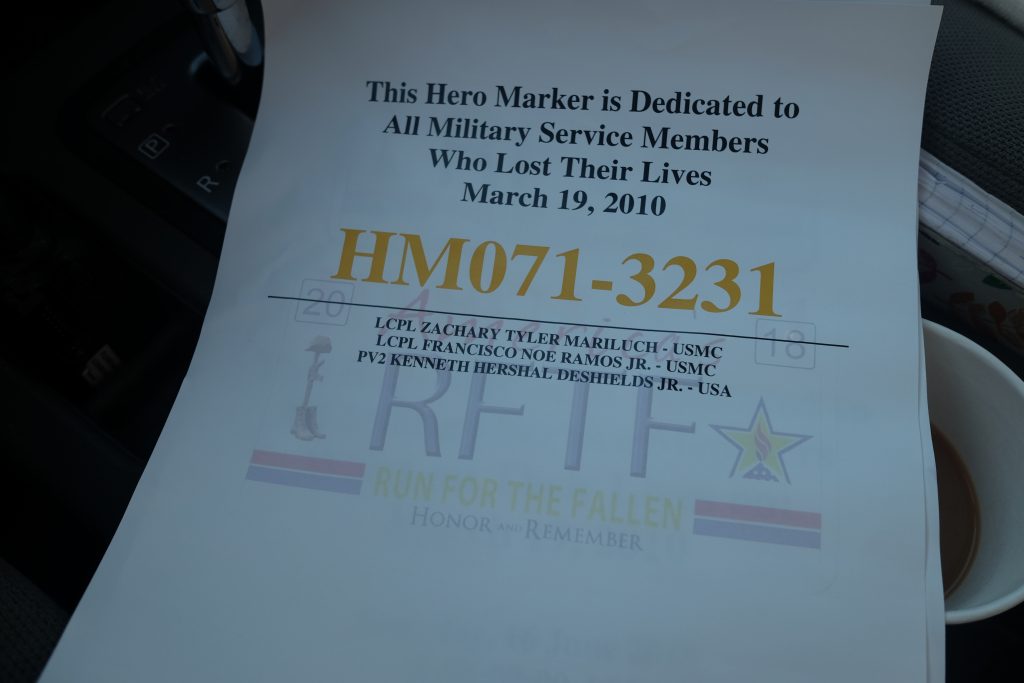 This Hero Marker is Dedicated to
All Military Service Members
Who Lost Their Lives
March 19, 2010
HM071-3231
LCPL ZACHARY TYLER MARILUCH - USMC
LCPL FRANCISCO NOE RAMOS JR. - USMC
PV2 KENNETH HERSHAL DESHIELDS JR. - USA
20
America's
18
RFTF
RUN FOR THE FALLEN
HONOR AND REMEMBER
P
R